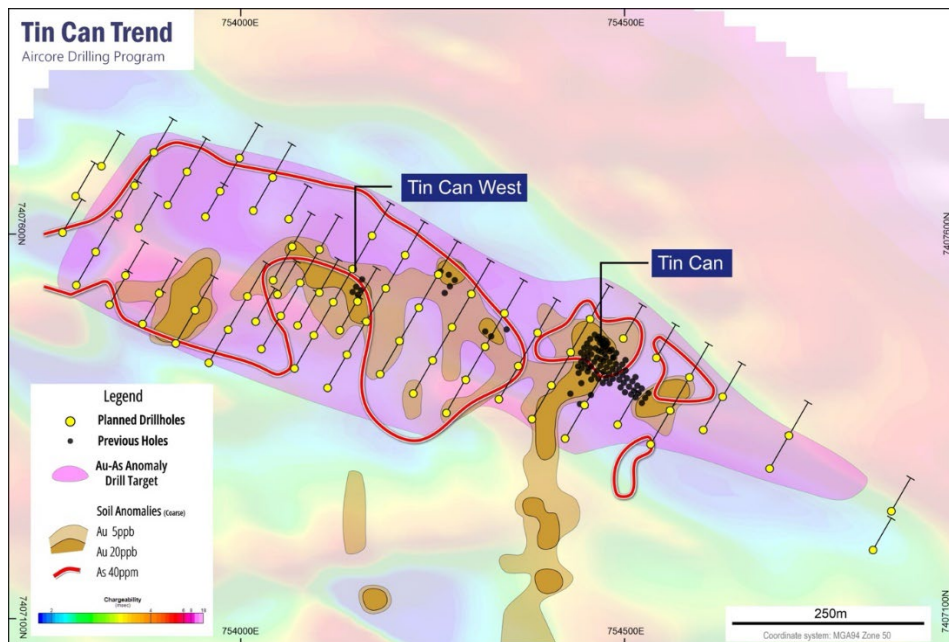 Tin Can Trend
Aircore Drilling Program
754000E
754500E
7407600N
7407600N
Tin Can West
Tin Can
Legend
Planned Drillholes
Previous Holes
Au-As Anomaly
Drill Target
Soil Anomalies (Coarse)
Au 5ppb
Au 20ppb
As 40ppm
Chargeability
(msec)
7407100N
7407100N
250m
Coordinate system: MGA94 Zone 50
754000E
754500E